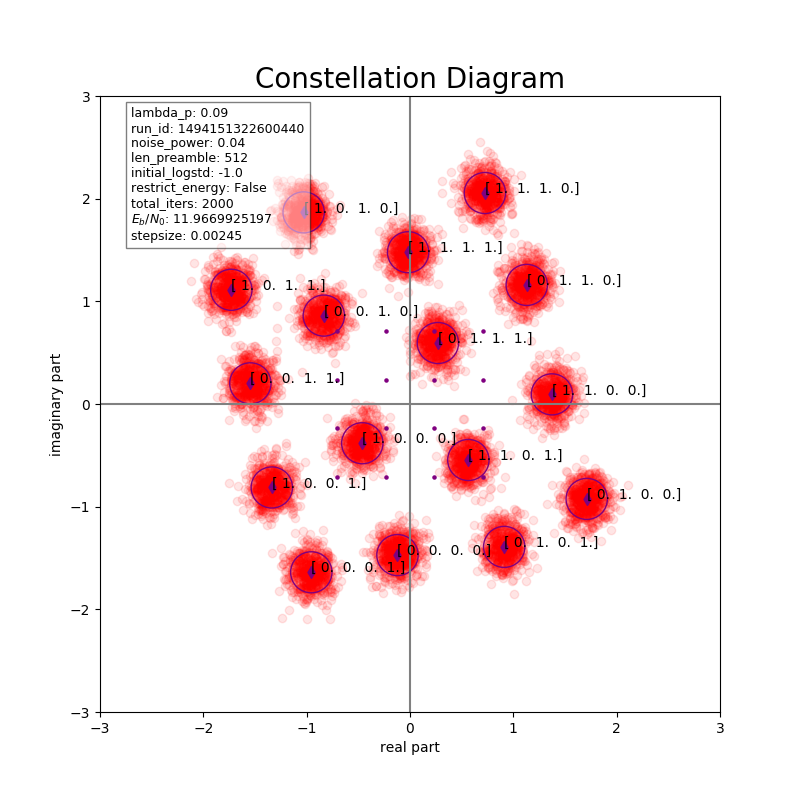 Constellation Diagram
3
lambda_p: 0.09
run_id: 1494151322600440
noise_power: 0.04
len_preamble: 512
initial_logstd: -1.0
restrict_energy: False
total_iters: 2000
E_b/N_0: 11.9669925197
stepsize: 0.00245
[ 1. 1. 1. 0.]
2
[ 1. 0. 1. 0.]
[ 1. 1. 1. 1.]
[ 1. 0. 1. 1.]
[ 0. 1. 1. 0.]
1
[ 0. 0. 1. 0.]
[ 0. 1. 1. 1.]
[ 0. 0. 1. 1.]
[ 1. 1. 0. 0.]
0
imaginary part
[ 1. 0. 0. 0.]
[ 1. 1. 0. 1.]
[ 1. 0. 0. 1.]
[ 0. 1. 0. 0.]
−1
[ 0. 0. 0. 0.]
[ 0. 1. 0. 1.]
[ 0. 0. 0. 1.]
−2
−3
−3 −2 −1 0 1 2 3
real part